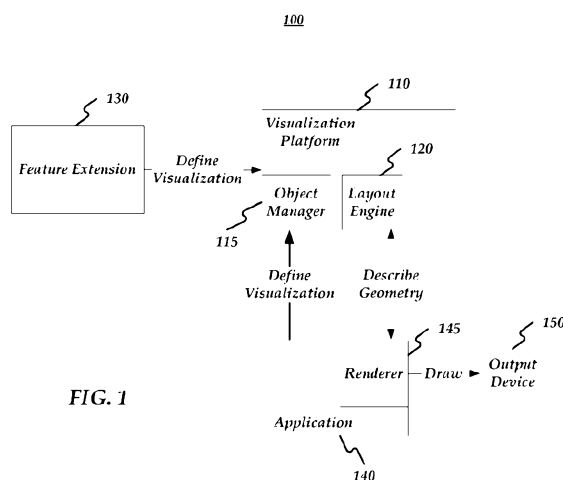 100
130
110
Feature Extension
Define
Visualization
Visualization
Platform
120
Object
Manager
Layout
Engine
115
Define
Visualization
Describe
Geometry
145
150
Renderer
Draw
Output
Device
FIG. 1
Application
140